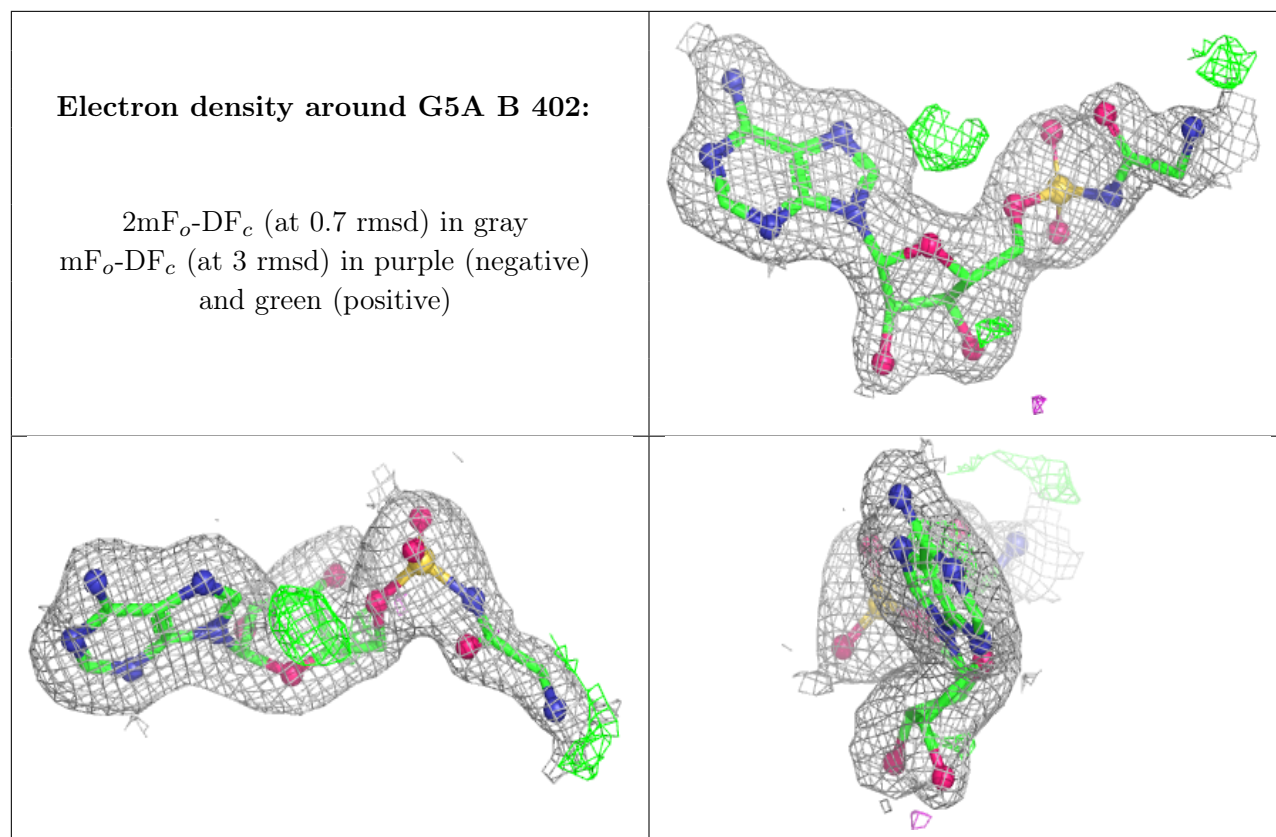 Electron density around G5A B 402:
2mFo-DFc (at 0.7 rmsd) in gray
mFo-DFc (at 3 rmsd) in purple (negative)
and green (positive)